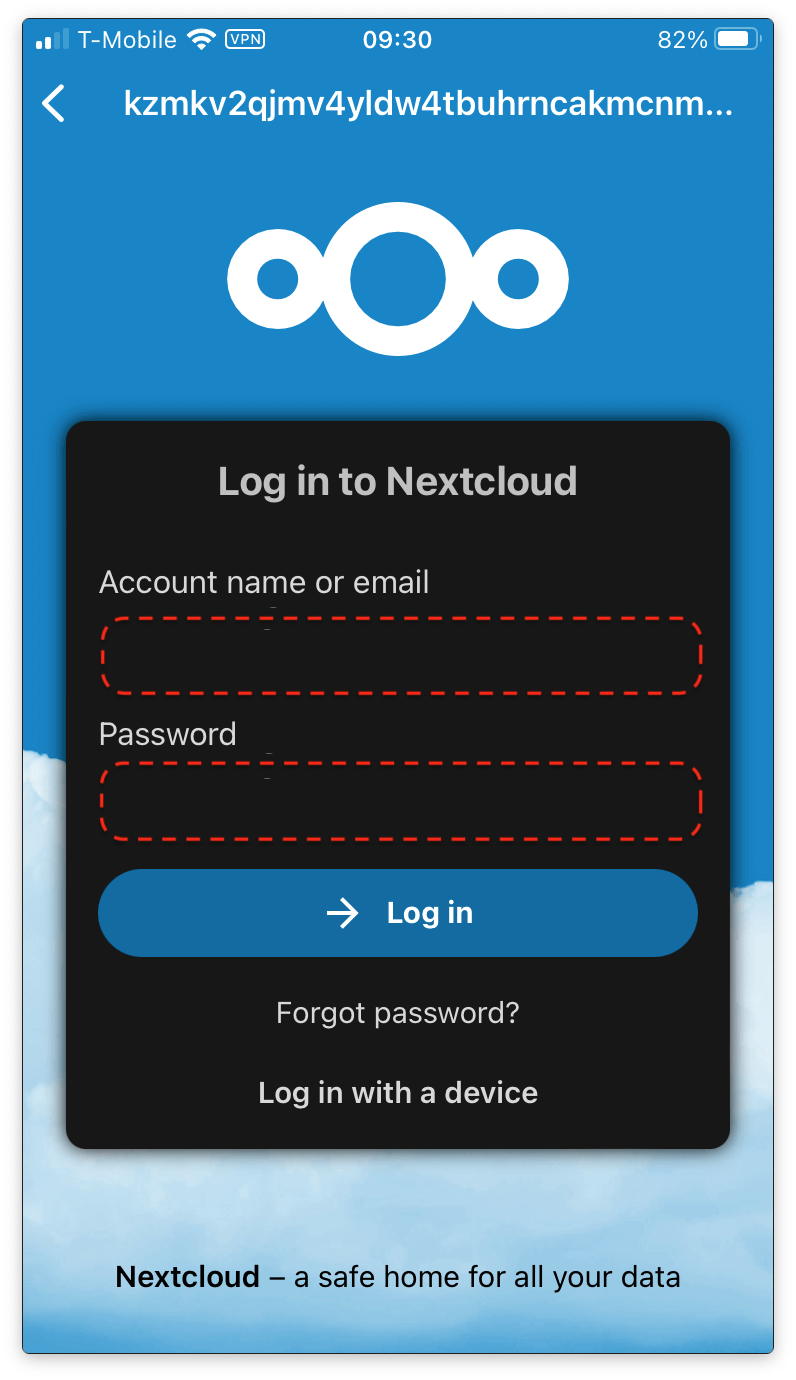 T-Mobile VPN 09:30 82%
kzmkv2qjmv4yldw4tbuhrncakmcnm...
Log in to Nextcloud
Account name or email
Password
Log in
Forgot password?
Log in with a device
Nextcloud – a safe home for all your data